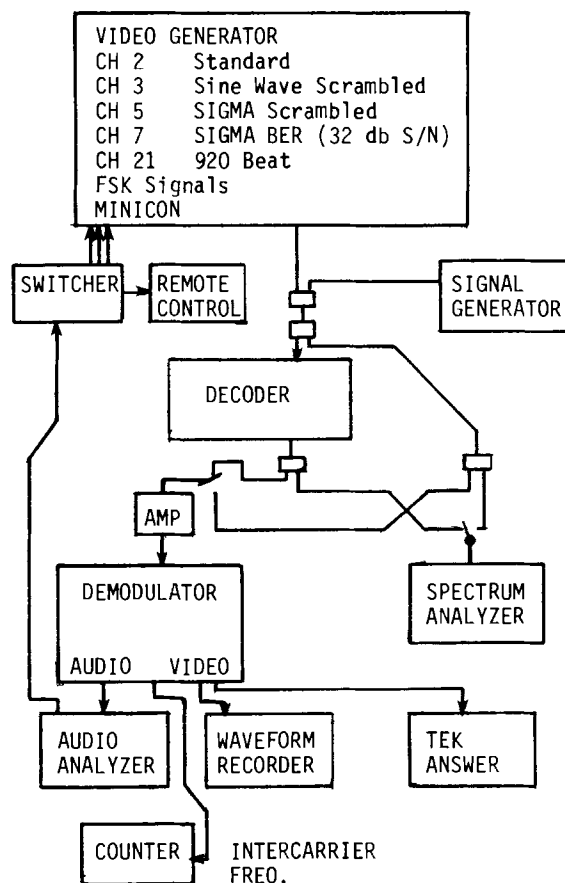 VIDEO GENERATOR
CH 2 Standard
CH 3 Sine Wave Scrambled
CH 5 SIGMA Scrambled
CH 7 SIGMA BER (32 db S/N)
CH 21 920 Beat
FSK Signals
MINICON
SWITCHER
REMOTE
CONTROL
SIGNAL
GENERATOR
DECODER
AMP
DEMODULATOR
AUDIO VIDEO
SPECTRUM
ANALYZER
AUDIO
ANALYZER
WAVEFORM
RECORDER
TEK
ANSWER
COUNTER
INTERCARRIER
FREQ.